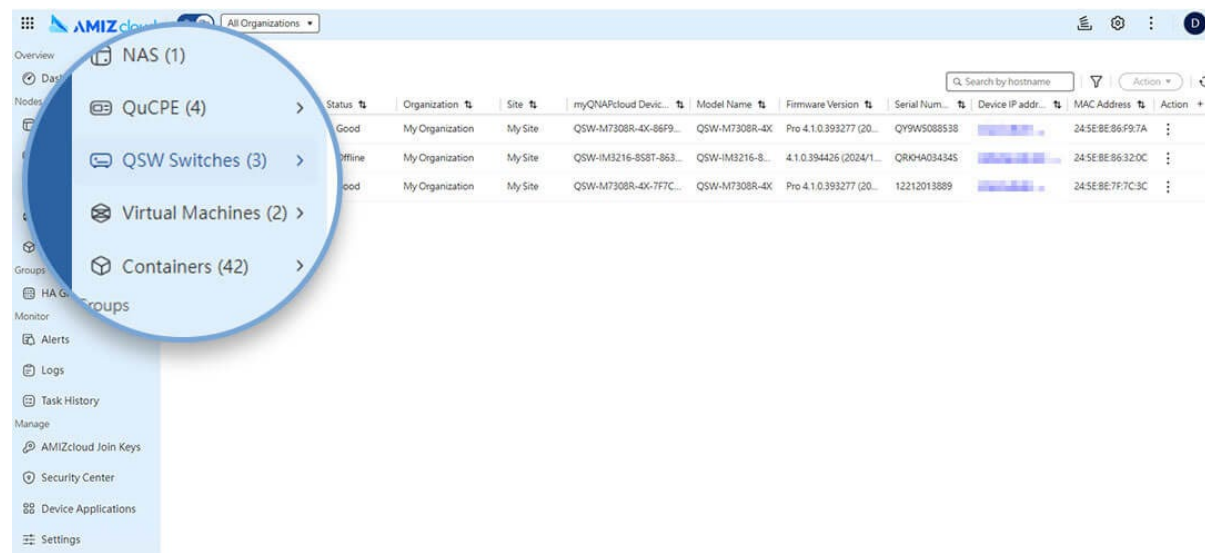 AMIZcloud All Organizations
Overview
NAS (1)
QuCPE (4)
QSW Switches (3)
Virtual Machines (2)
Containers (42)
Groups
Nodes
Groups
Monitor
Alerts
Logs
Task History
Manage
AMIZcloud Join Keys
Security Center
Device Applications
Settings
Search by hostname Action
Status Organization Site myQNAPcloud Devic... Model Name Firmware Version Serial Num... Device IP addr... MAC Address Action +
Good My Organization My Site QSW-M7308R-4X-86F9... QSW-M7308R-4X Pro 4.1.0.393277 (20... QY9W5088538 24:5E:BE:86:F9:7A
Offline My Organization My Site QSW-IM3216-8S8T-863... QSW-IM3216-8... 4.1.0.394426 (2024/1... QRKHA03434S 24:5E:BE:86:32:0C
Good My Organization My Site QSW-M7308R-4X-7F7C... QSW-M7308R-4X Pro 4.1.0.393277 (20... 12212013889 24:5E:BE:7F:7C:3C
D